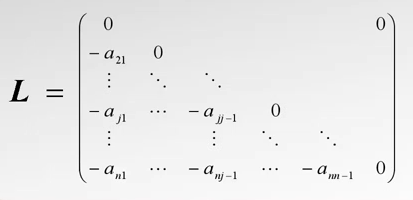 0 0
- a21 0
⋮ ⋱ ⋱
L = - aj1 ⋯ - ajj-1 0
⋮ ⋮ ⋱ ⋱
- an1 ⋯ - anj-1 ⋯ - ann-1 0